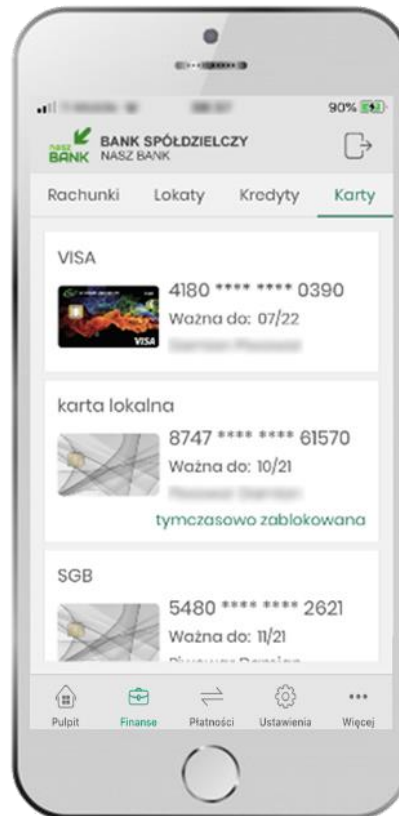 90%
NASZ
BANK
BANK SPÓŁDZIELCZY
NASZ BANK
Rachunki Lokaty Kredyty Karty
VISA
4180 **** **** 0390
Ważna do: 07/22
VISA
karta lokalna
8747 **** **** 61570
Ważna do: 10/21
tymczasowo zablokowana
SGB
5480 **** **** 2621
Ważna do: 11/21
Pulpit Finanse Płatności Ustawienia Więcej